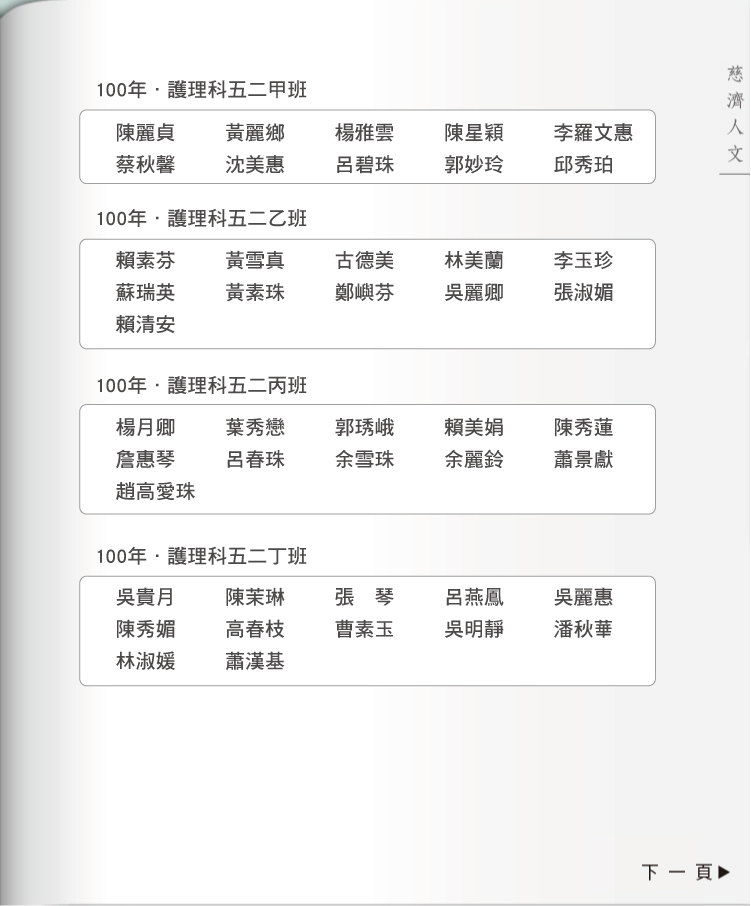 慈濟人文
100年．護理科五二甲班
陳麗貞 黃麗鄉 楊雅雲 陳星穎 李羅文惠
蔡秋馨 沈美惠 呂碧珠 郭妙玲 邱秀珀
100年．護理科五二乙班
賴素芬 黃雪真 古德美 林美蘭 李玉珍
蘇瑞英 黃素珠 鄭嶼芬 吳麗卿 張淑媚
賴清安
100年．護理科五二丙班
楊月卿 葉秀戀 郭琇峨 賴美娟 陳秀蓮
詹惠琴 呂春珠 余雪珠 余麗鈴 蕭景獻
趙高愛珠
100年．護理科五二丁班
吳貴月 陳茉琳 張　琴 呂燕鳳 吳麗惠
陳秀媚 高春枝 曹素玉 吳明靜 潘秋華
林淑媛 蕭漢基
下一頁▶